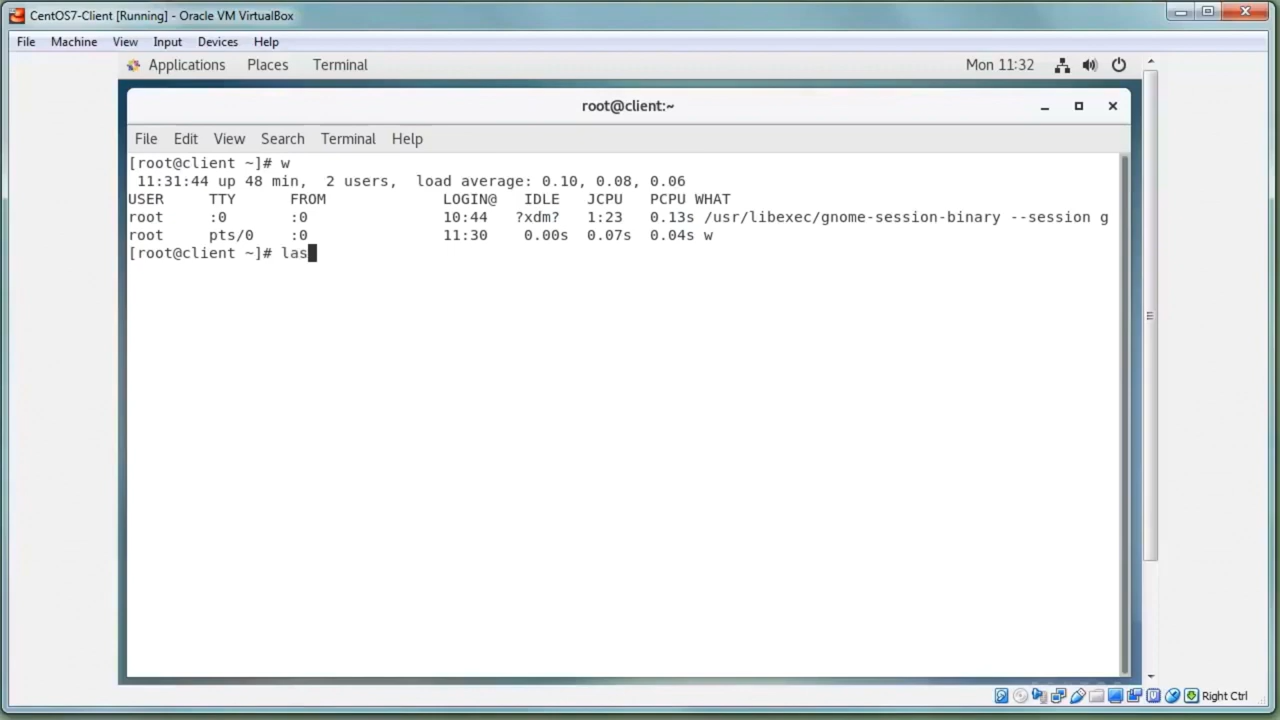 CentOS7-Client [Running] - Oracle VM VirtualBox
File Machine View Input Devices Help
Applications Places Terminal Mon 11:32
root@client:~
File Edit View Search Terminal Help
[root@client ~]# w
11:31:44 up 48 min, 2 users, load average: 0.10, 0.08, 0.06
USER TTY FROM LOGIN@ IDLE JCPU PCPU WHAT
root :0 :0 10:44 ?xdm? 1:23 0.13s /usr/libexec/gnome-session-binary --session g
root pts/0 :0 11:30 0.00s 0.07s 0.04s w
[root@client ~]# las
Right Ctrl